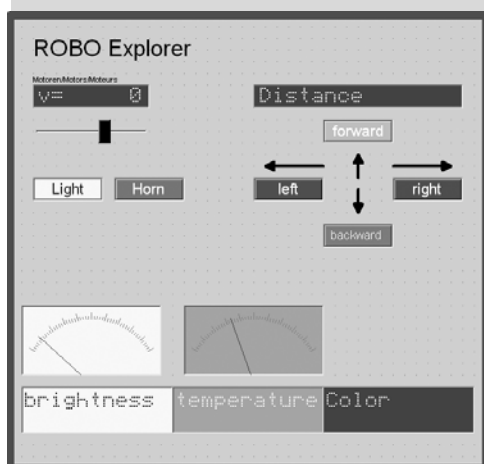 ROBO Explorer
Motoren/Motors/Moteurs
v= 0
Distance
forward
left
right
Light
Horn
backward
brightness
temperature
Color